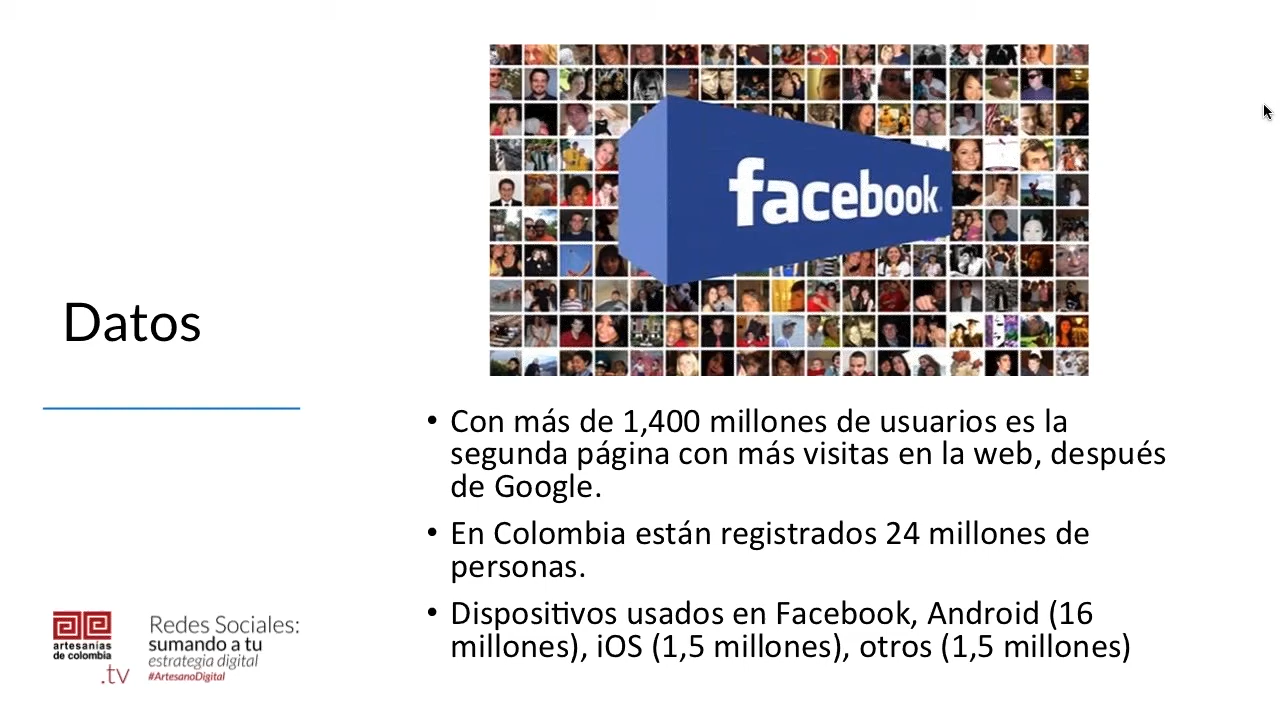 facebook
Datos
• Con más de 1,400 millones de usuarios es la
segunda página con más visitas en la web, después
de Google.
• En Colombia están registrados 24 millones de
personas.
• Dispositivos usados en Facebook, Android (16
millones), iOS (1,5 millones), otros (1,5 millones)
artesanías
de colombia
.tv
Redes Sociales:
sumando a tu
estrategia digital
#ArtesanoDigital